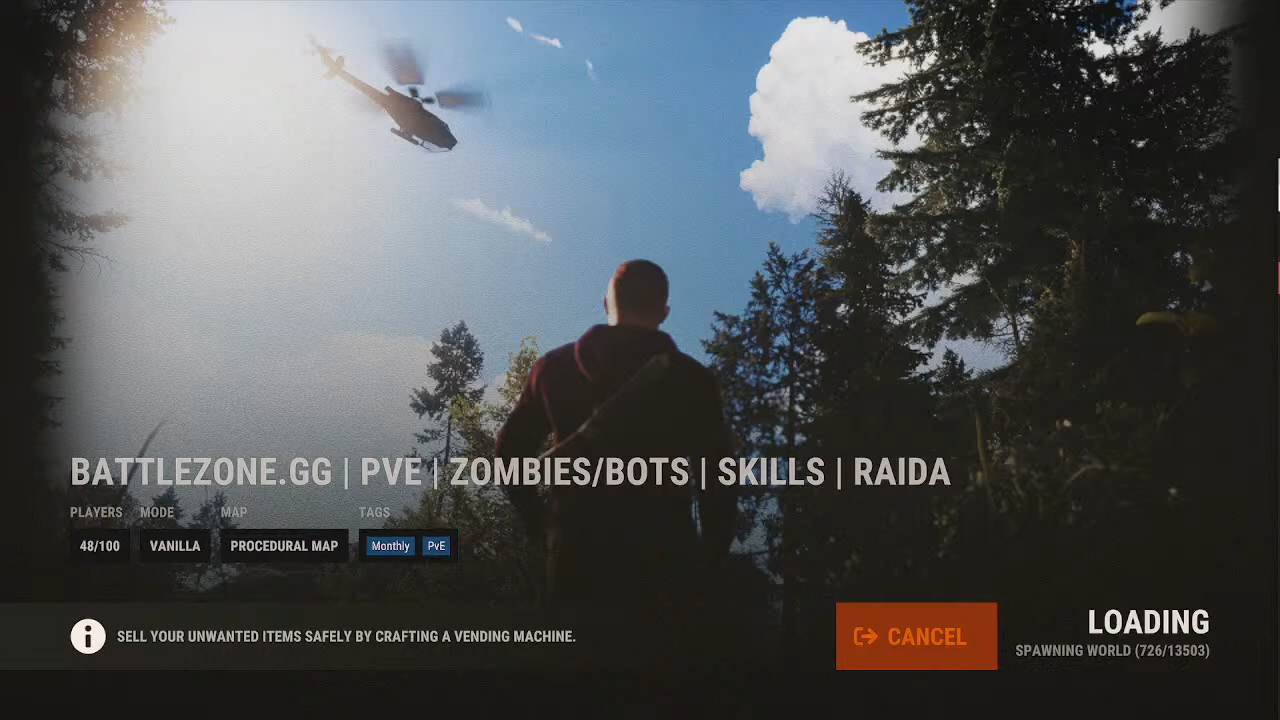 BATTLEZONE.GG | PVE | ZOMBIES/BOTS | SKILLS | RAIDA
PLAYERS MODE MAP TAGS
48/100 VANILLA PROCEDURAL MAP Monthly PvE
SELL YOUR UNWANTED ITEMS SAFELY BY CRAFTING A VENDING MACHINE.
CANCEL
LOADING
SPAWNING WORLD (726/13503)